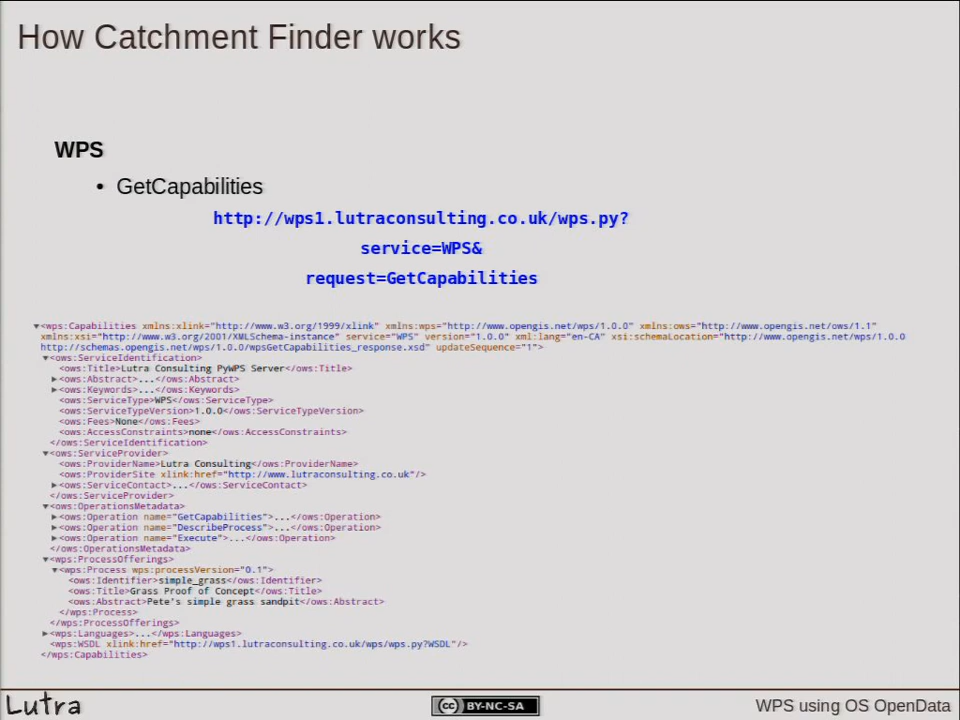 How Catchment Finder works
WPS
• GetCapabilities
http://wps1.lutraconsulting.co.uk/wps.py?
service=WPS&
request=GetCapabilities
▼<wps:Capabilities xmlns:xlink="http://www.w3.org/1999/xlink" xmlns:wps="http://www.opengis.net/wps/1.0.0" xmlns:ows="http://www.opengis.net/ows/1.1"
xmlns:xsi="http://www.w3.org/2001/XMLSchema-instance" service="WPS" version="1.0.0" xml:lang="en-CA" xsi:schemaLocation="http://www.opengis.net/wps/1.0.0
http://schemas.opengis.net/wps/1.0.0/wpsGetCapabilities_response.xsd" updateSequence="1">
▼<ows:ServiceIdentification>
<ows:Title>Lutra Consulting PyWPS Server</ows:Title>
▶<ows:Abstract>...</ows:Abstract>
▶<ows:Keywords>...</ows:Keywords>
<ows:ServiceType>WPS</ows:ServiceType>
<ows:ServiceTypeVersion>1.0.0</ows:ServiceTypeVersion>
<ows:Fees>None</ows:Fees>
<ows:AccessConstraints>none</ows:AccessConstraints>
</ows:ServiceIdentification>
▼<ows:ServiceProvider>
<ows:ProviderName>Lutra Consulting</ows:ProviderName>
<ows:ProviderSite xlink:href="http://www.lutraconsulting.co.uk"/>
▶<ows:ServiceContact>...</ows:ServiceContact>
</ows:ServiceProvider>
▼<ows:OperationsMetadata>
▶<ows:Operation name="GetCapabilities">...</ows:Operation>
▶<ows:Operation name="DescribeProcess">...</ows:Operation>
▶<ows:Operation name="Execute">...</ows:Operation>
</ows:OperationsMetadata>
▼<wps:ProcessOfferings>
▼<wps:Process wps:processVersion="0.1">
<ows:Identifier>simple_grass</ows:Identifier>
<ows:Title>Grass Proof of Concept</ows:Title>
<ows:Abstract>Pete's simple grass sandpit</ows:Abstract>
</wps:Process>
</wps:ProcessOfferings>
▶<wps:Languages>...</wps:Languages>
<wps:WSDL xlink:href="http://wps1.lutraconsulting.co.uk/wps/wps.py?WSDL"/>
</wps:Capabilities>
Lutra
cc BY-NC-SA
WPS using OS OpenData